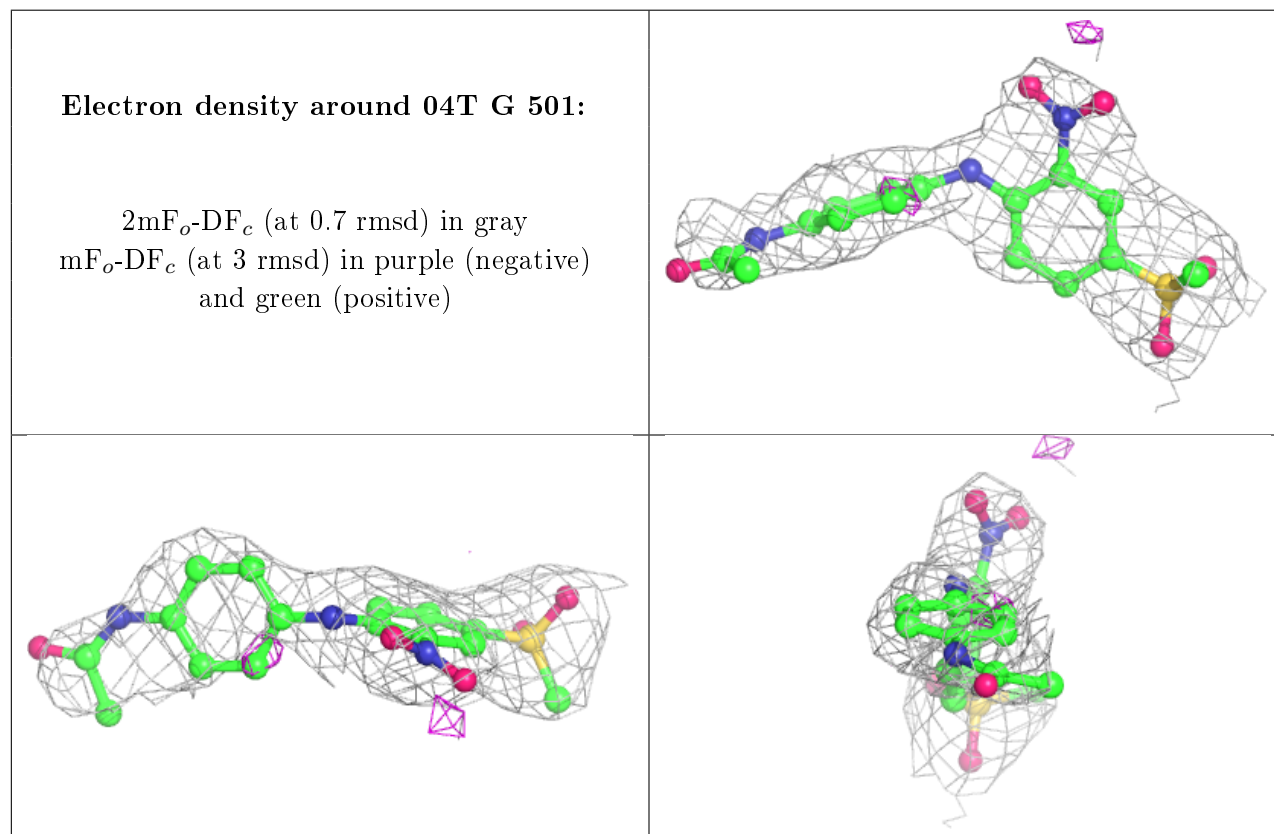 Electron density around 04T G 501:
2mFo-DFc (at 0.7 rmsd) in gray
mFo-DFc (at 3 rmsd) in purple (negative)
and green (positive)